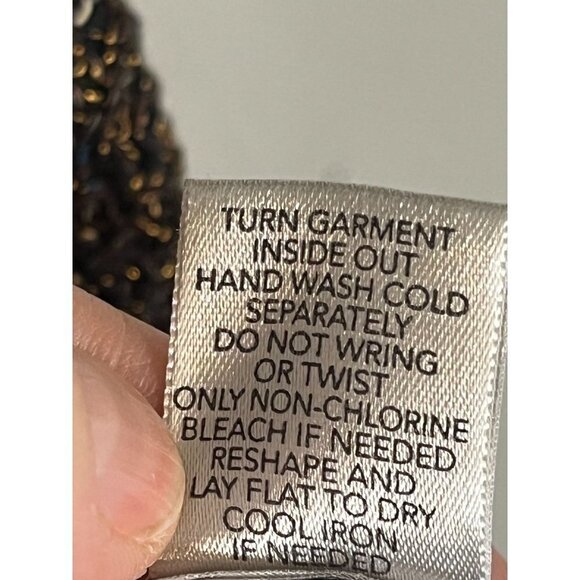 TURN GARMENT
INSIDE OUT
HAND WASH COLD
SEPARATELY
DO NOT WRING
OR TWIST
ONLY NON-CHLORINE
BLEACH IF NEEDED
RESHAPE AND
LAY FLAT TO DRY
COOL IRON
IF NEEDED